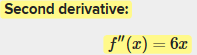 Second derivative:
f''(x) = 6x